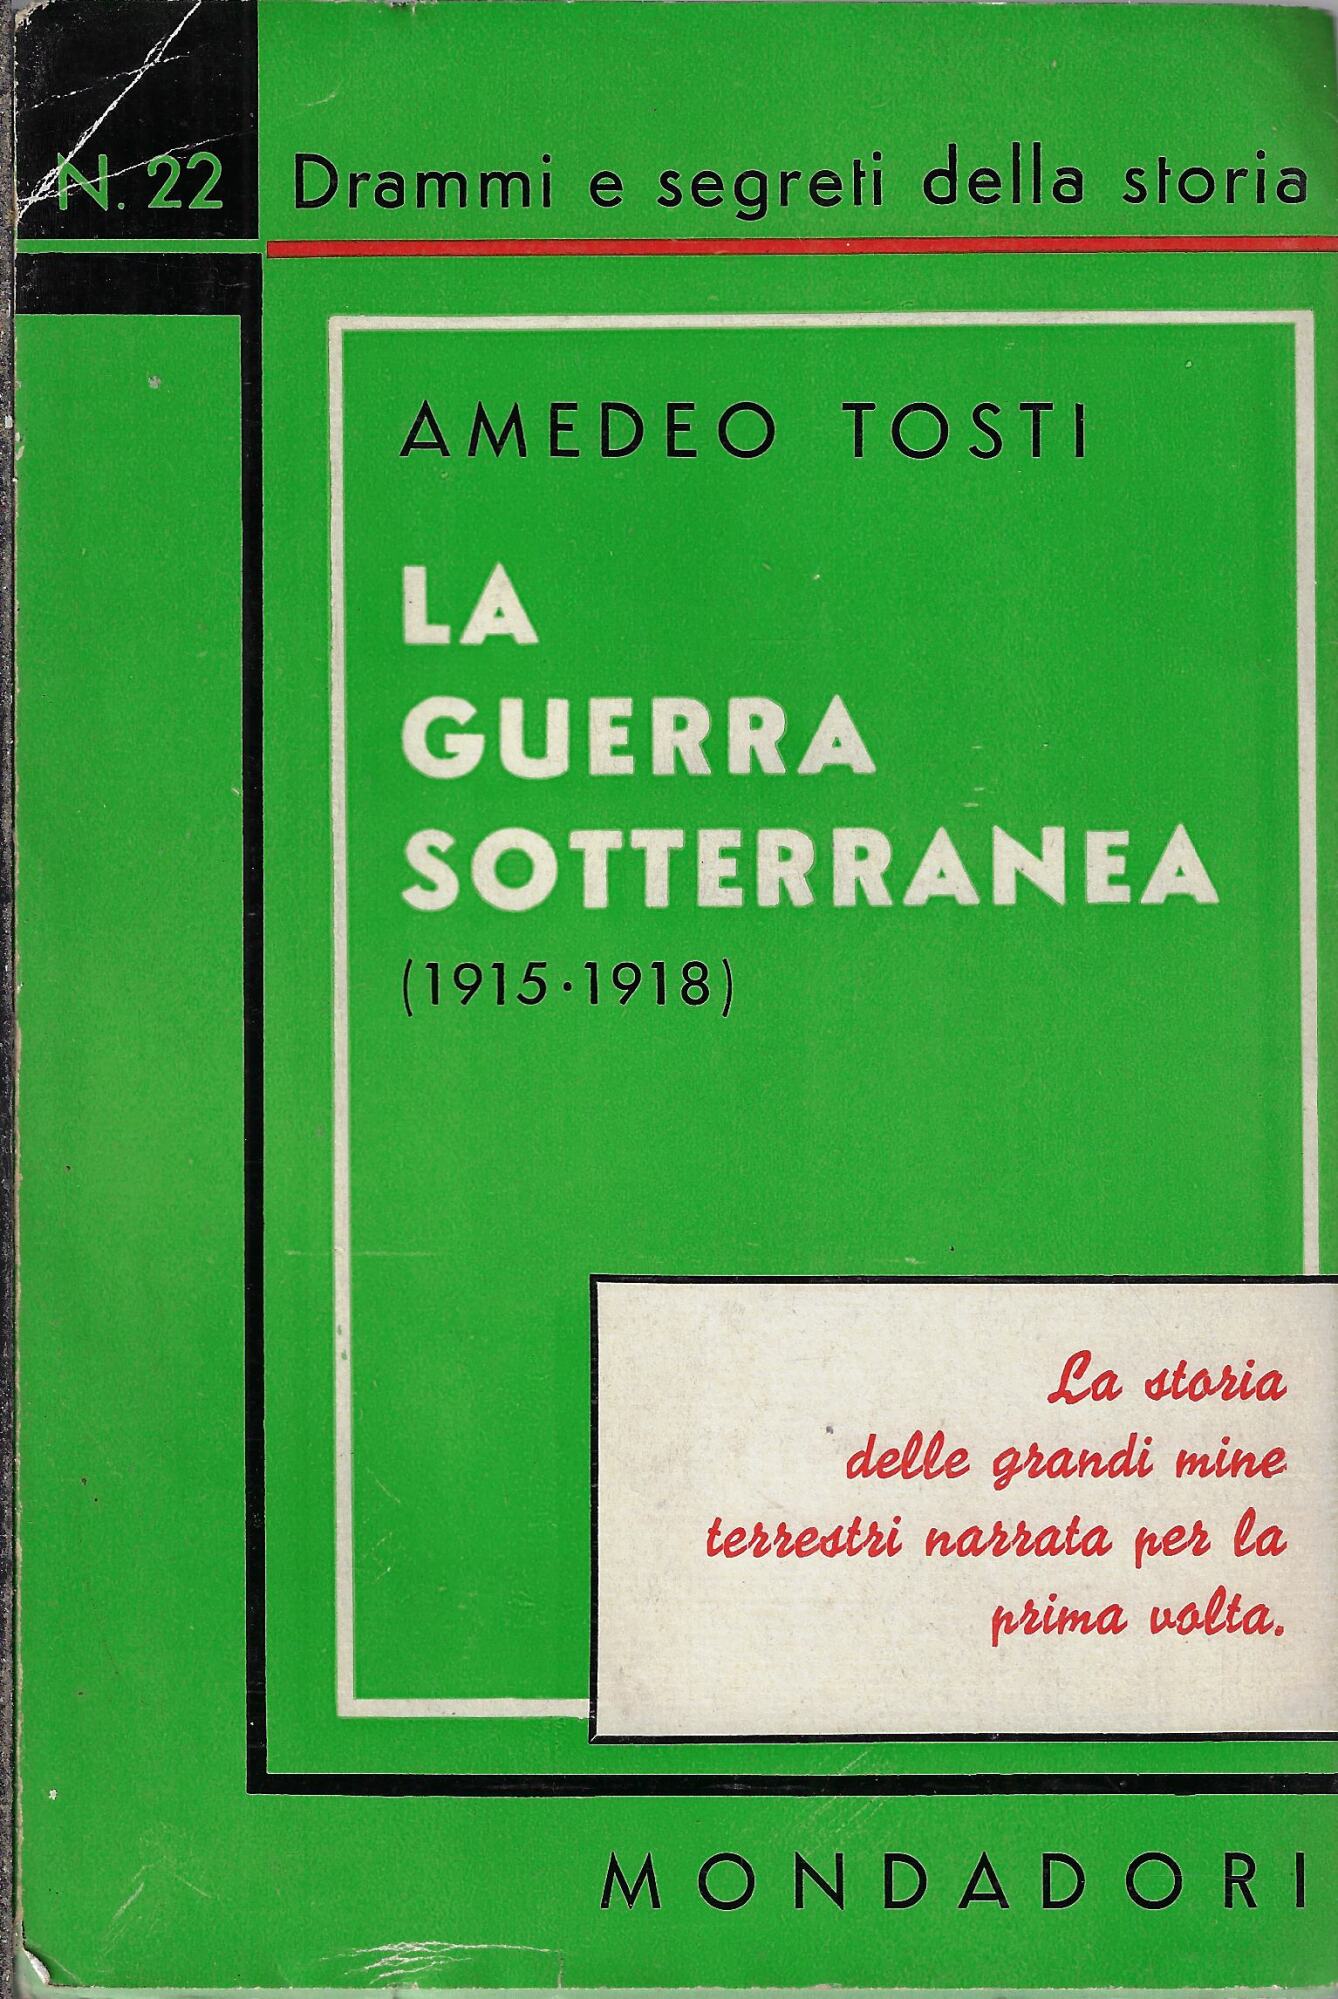 N. 22 Drammi e segreti della storia
AMEDEO TOSTI
LA
GUERRA
SOTTERRANEA
(1915·1918)
La storia
delle grandi mine
terrestri narrata per la
prima volta.
MONDADORI